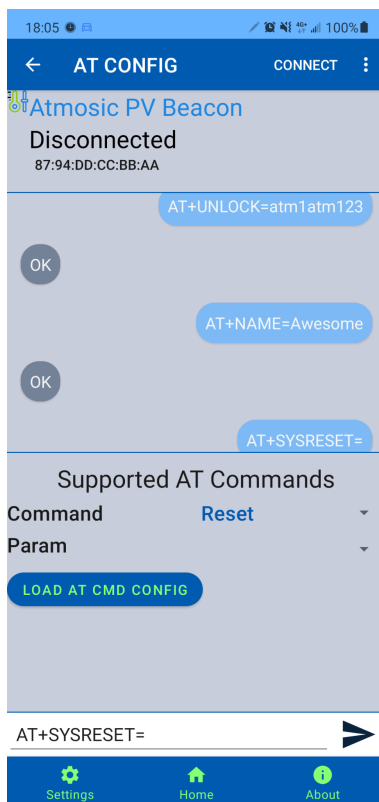 18:05 100%
AT CONFIG CONNECT
Atmosic PV Beacon
Disconnected
87:94:DD:CC:BB:AA
AT+UNLOCK=atm1atm123
OK
AT+NAME=Awesome
OK
AT+SYSRESET=
Supported AT Commands
Command Reset
Param
LOAD AT CMD CONFIG
AT+SYSRESET=
Settings Home About